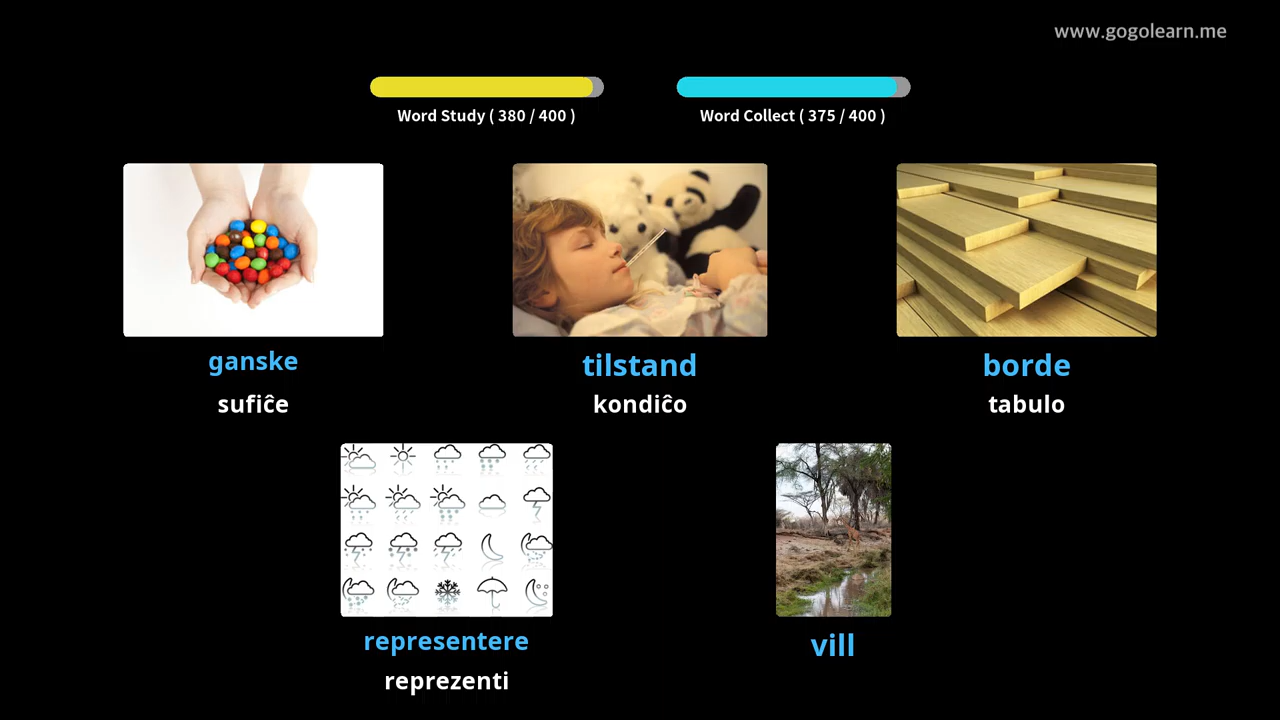 www.gogolearn.me
Word Study ( 380 / 400 )
Word Collect ( 375 / 400 )
ganske
tilstand
borde
sufiĉe
kondiĉo
tabulo
representere
vill
reprezenti